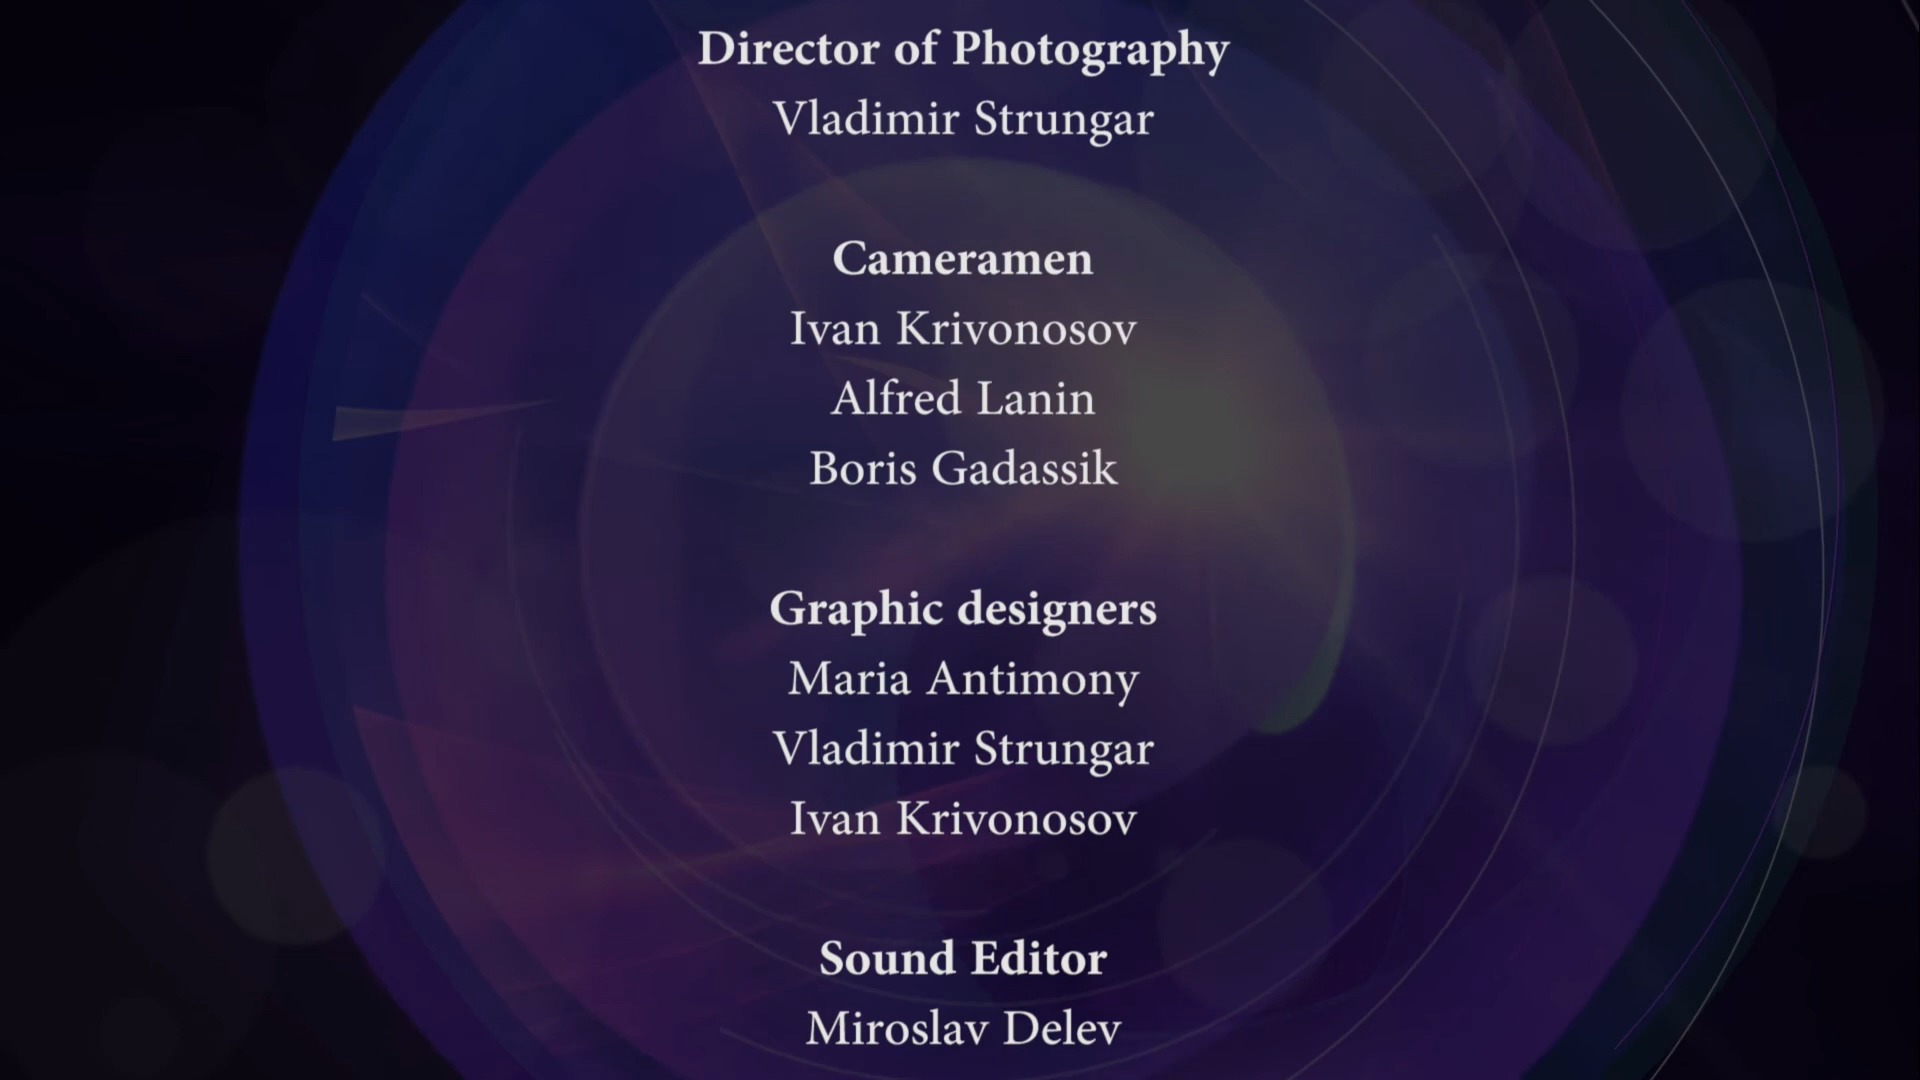 Director of Photography
Vladimir Strungar
Cameramen
Ivan Krivonosov
Alfred Lanin
Boris Gadassik
Graphic designers
Maria Antimony
Vladimir Strungar
Ivan Krivonosov
Sound Editor
Miroslav Delev